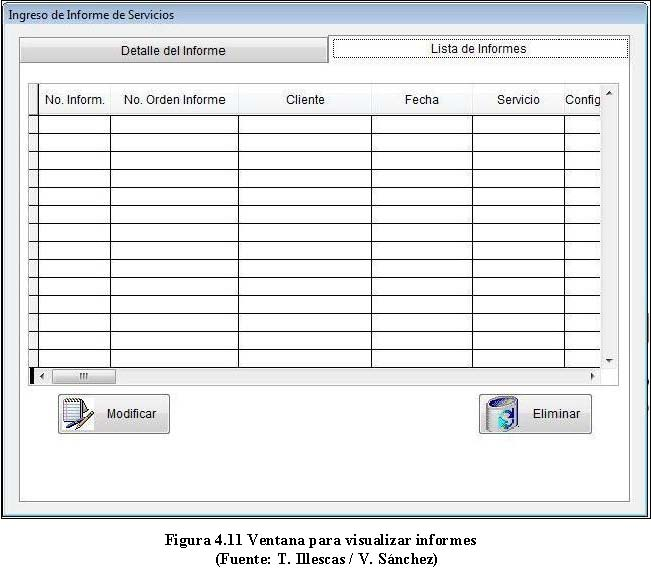 Ingreso de Informe de Servicios
Detalle del Informe Lista de Informes
No. Inform. No. Orden Informe Cliente Fecha Servicio Config
Modificar Eliminar
Figura 4.11 Ventana para visualizar informes
(Fuente: T. Illescas / V. Sánchez)